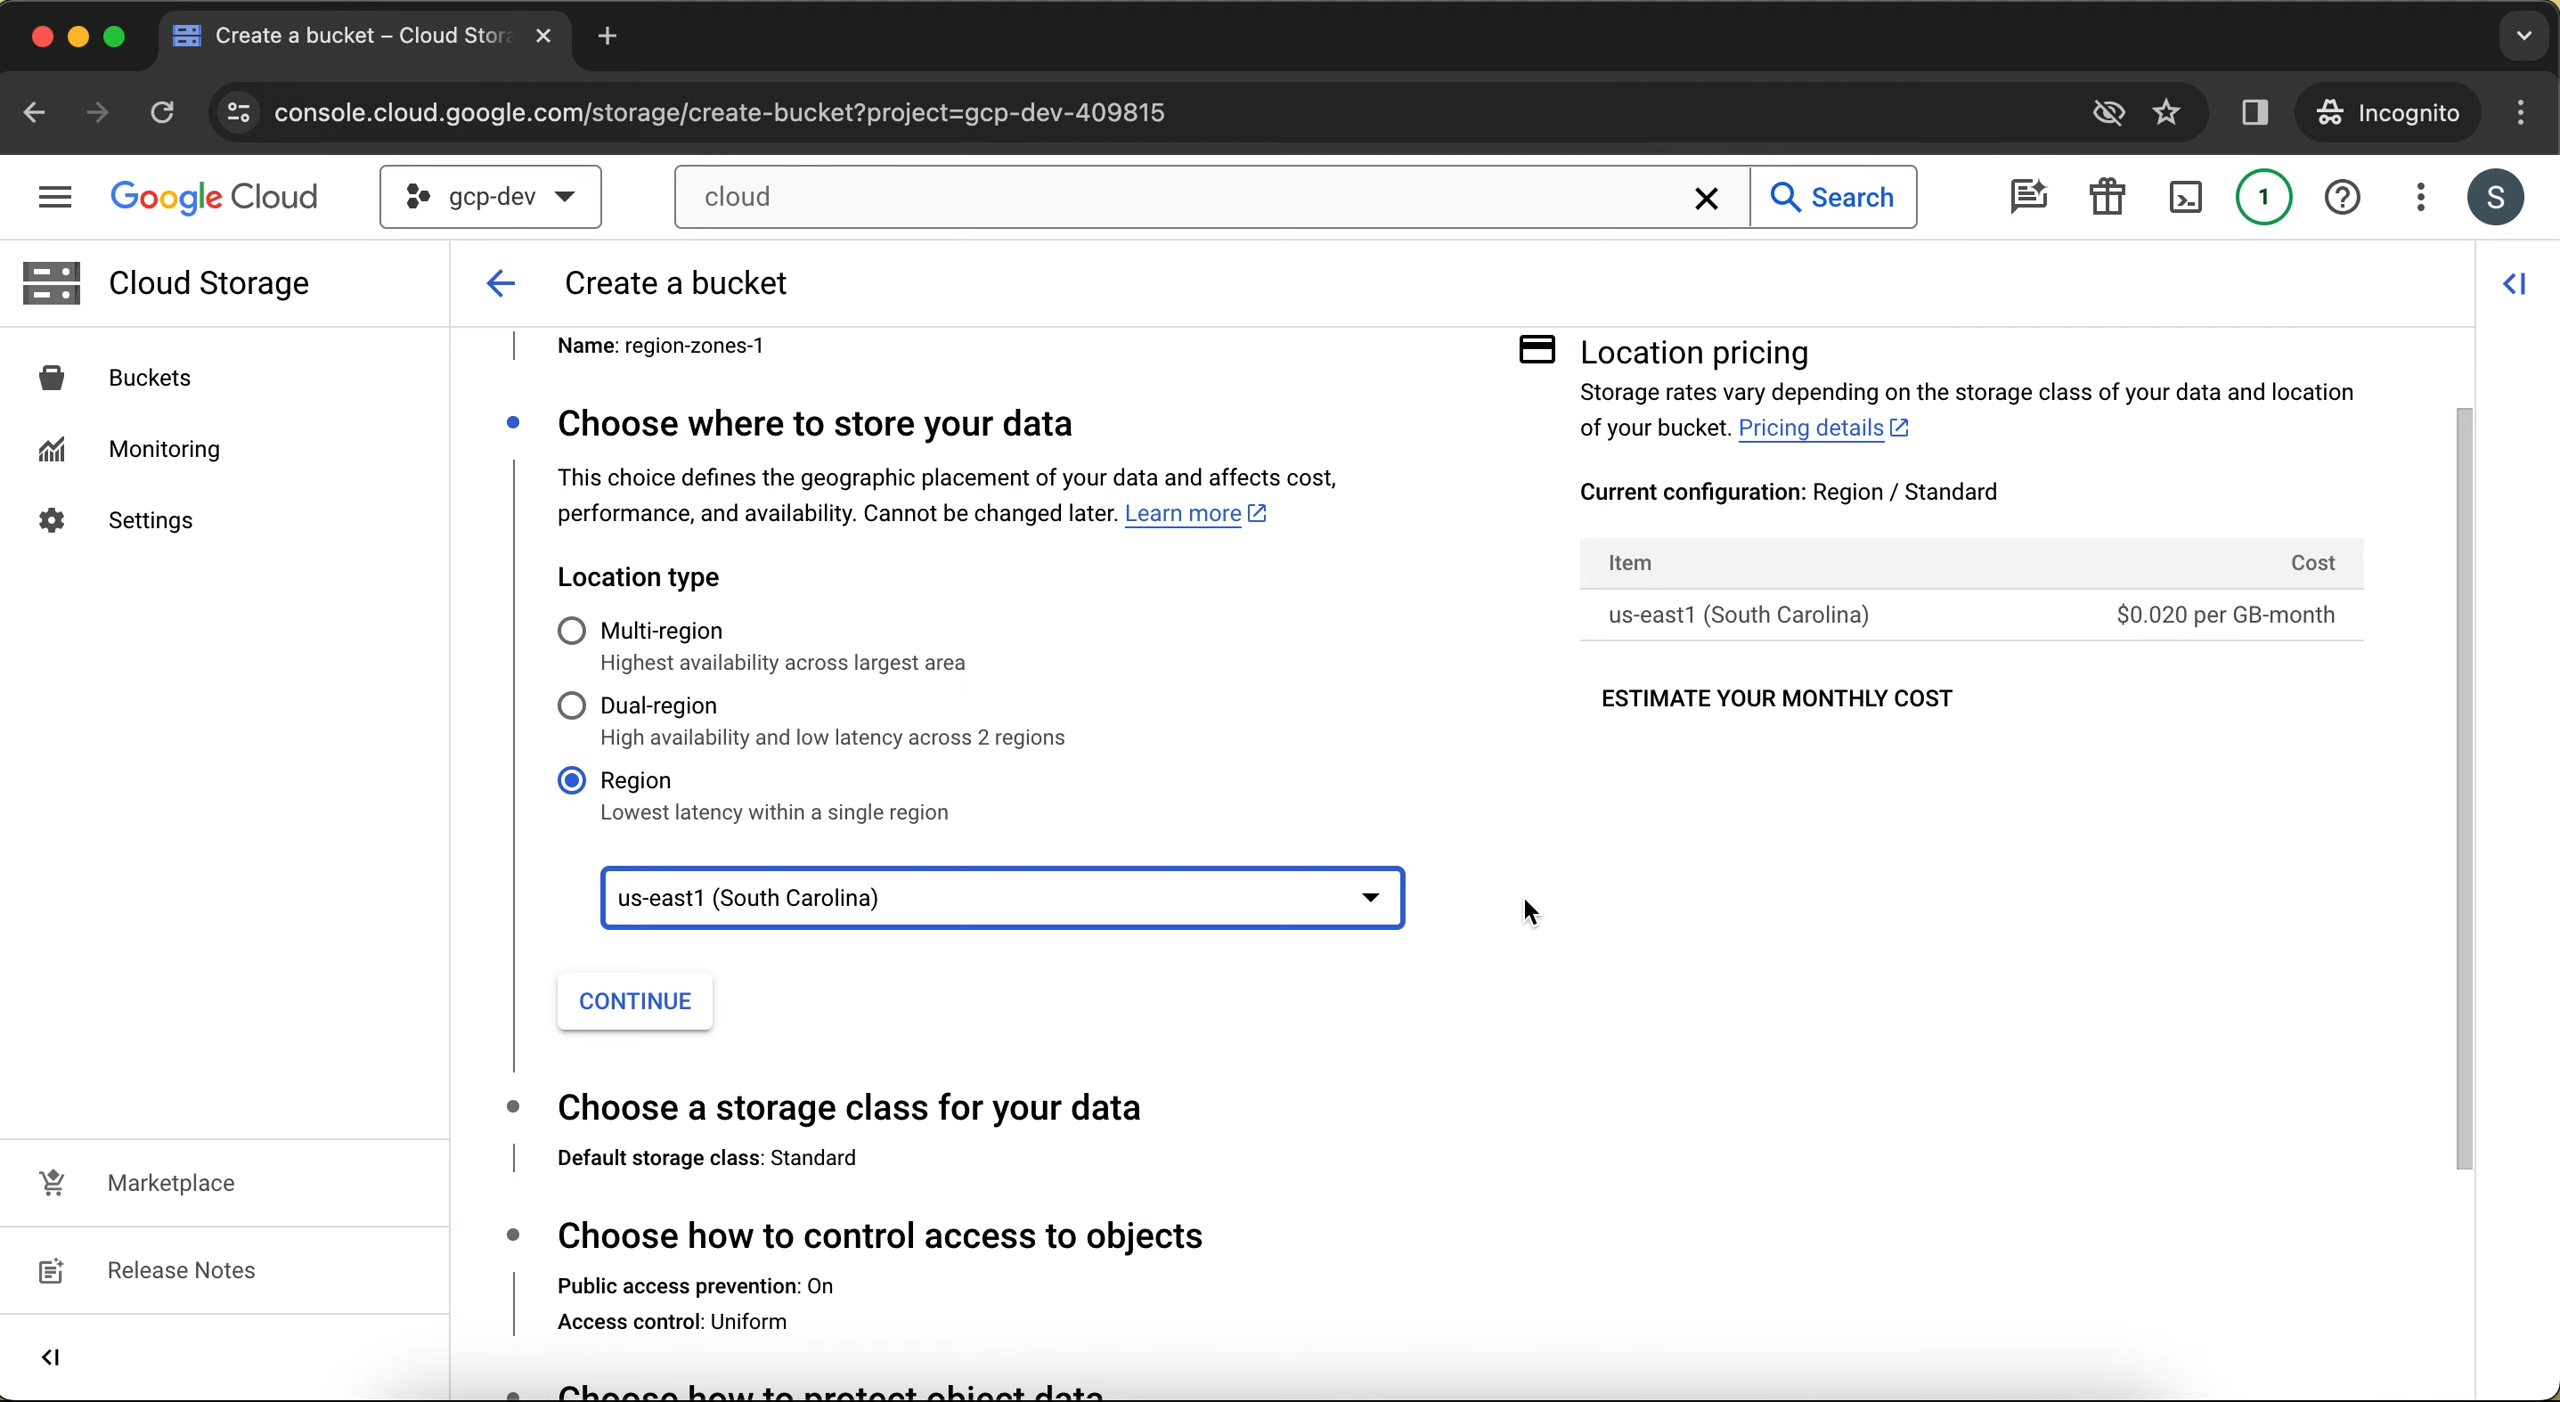 Create a bucket – Cloud Stor
console.cloud.google.com/storage/create-bucket?project=gcp-dev-409815
Incognito
Google Cloud
gcp-dev
cloud
Search
1
S
Cloud Storage
Create a bucket
Buckets
Monitoring
Settings
Marketplace
Release Notes
Name: region-zones-1
Choose where to store your data
This choice defines the geographic placement of your data and affects cost,
performance, and availability. Cannot be changed later. Learn more
Location type
Multi-region
Highest availability across largest area
Dual-region
High availability and low latency across 2 regions
Region
Lowest latency within a single region
us-east1 (South Carolina)
CONTINUE
Choose a storage class for your data
Default storage class: Standard
Choose how to control access to objects
Public access prevention: On
Access control: Uniform
Choose how to protect object data
Location pricing
Storage rates vary depending on the storage class of your data and location
of your bucket. Pricing details
Current configuration: Region / Standard
Item Cost
us-east1 (South Carolina) $0.020 per GB-month
ESTIMATE YOUR MONTHLY COST